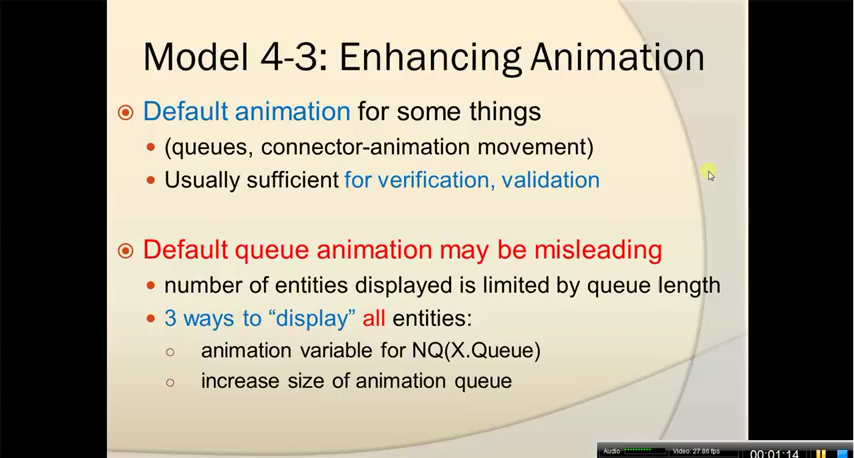 Model 4-3: Enhancing Animation
Default animation for some things
(queues, connector-animation movement)
Usually sufficient for verification, validation
Default queue animation may be misleading
number of entities displayed is limited by queue length
3 ways to “display” all entities:
animation variable for NQ(X.Queue)
increase size of animation queue
Audio Video: 27.86 fps 00:01:14